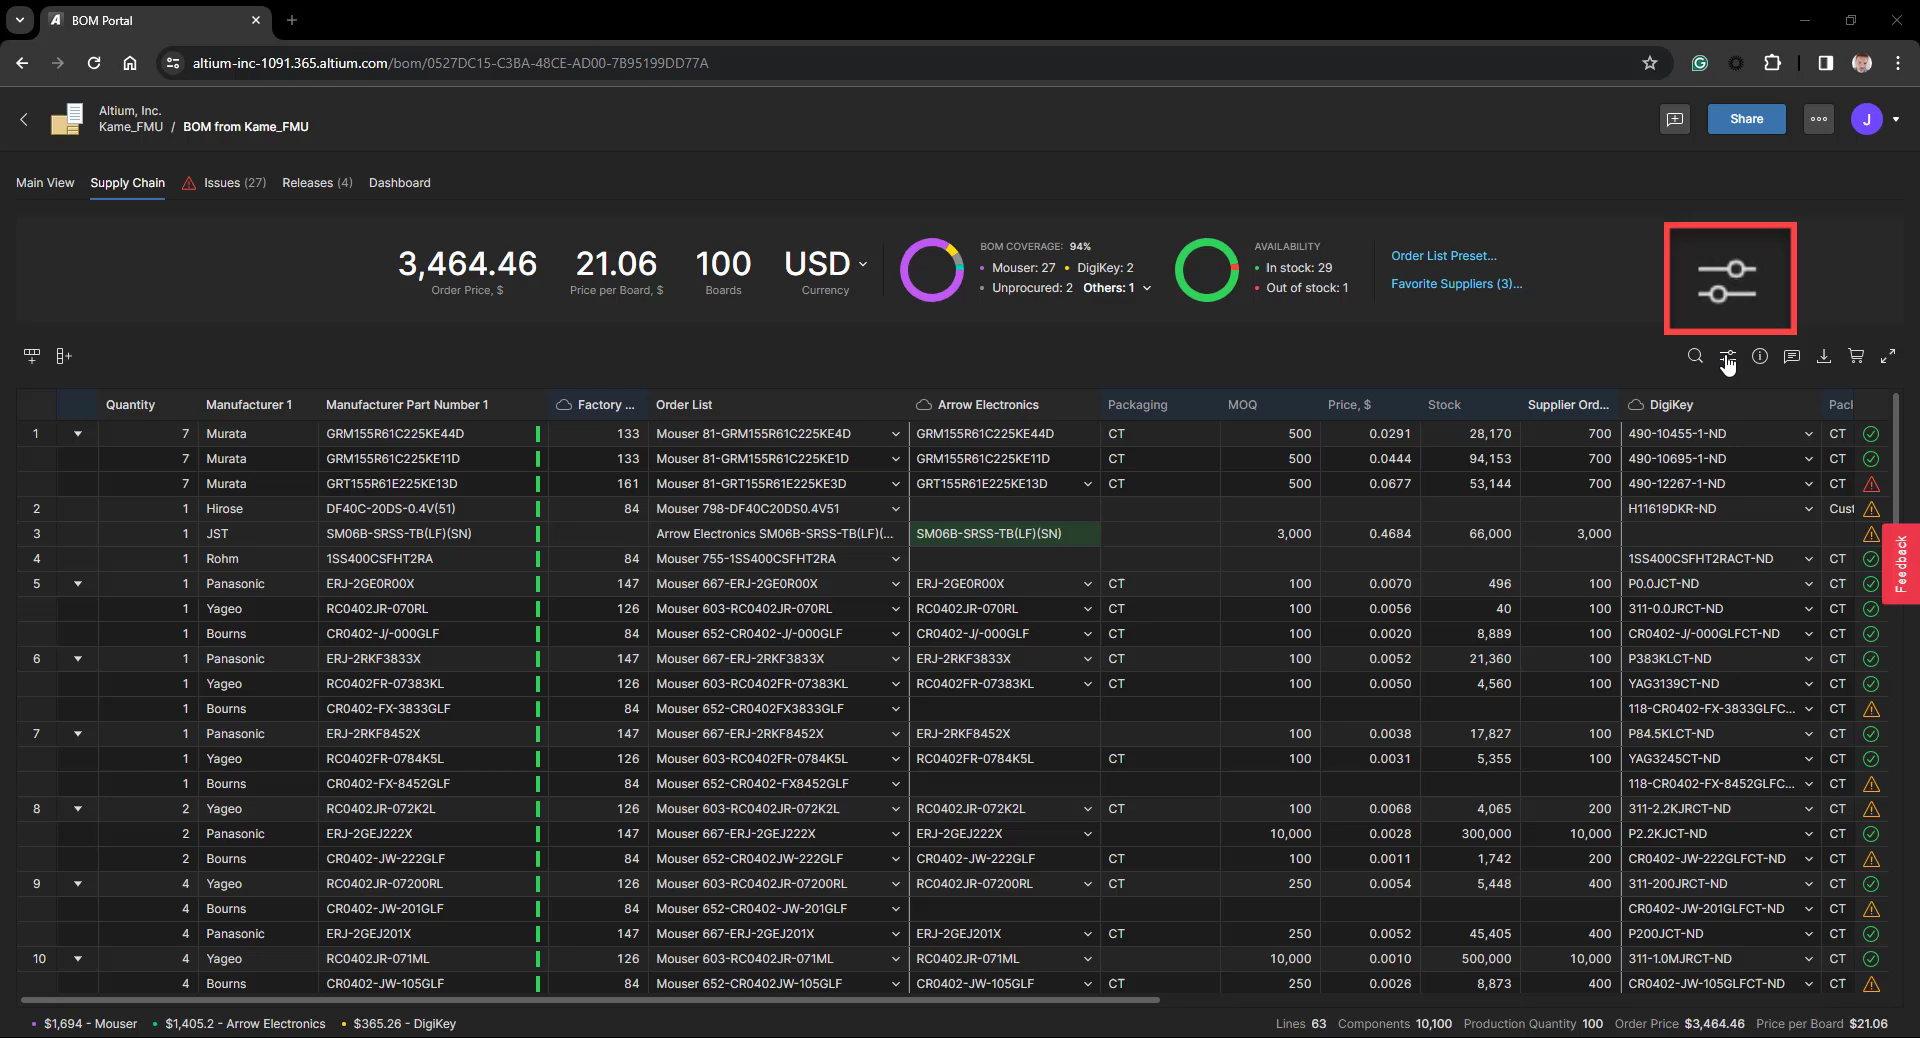 BOM Portal
altium-inc-1091.365.altium.com/bom/0527DC15-C3BA-48CE-AD00-7B95199DD77A
Altium, Inc.
Kame_FMU / BOM from Kame_FMU
Share
J
Main View Supply Chain Issues (27) Releases (4) Dashboard
3,464.46 21.06 100 USD
Order Price, $ Price per Board, $ Boards Currency
BOM COVERAGE: 94%
Mouser: 27 DigiKey: 2
Unprocured: 2 Others: 1
AVAILABILITY
In stock: 29
Out of stock: 1
Order List Preset...
Favorite Suppliers (3)...
Quantity Manufacturer 1 Manufacturer Part Number 1 Factory ... Order List Arrow Electronics Packaging MOQ Price, $ Stock Supplier Ord... DigiKey
1 7 Murata GRM155R61C225KE44D 133 Mouser 81-GRM155R61C225KE4D GRM155R61C225KE44D CT 500 0.0291 28,170 700 490-10455-1-ND CT
7 Murata GRM155R61C225KE11D 133 Mouser 81-GRM155R61C225KE1D GRM155R61C225KE11D CT 500 0.0444 94,153 700 490-10695-1-ND CT
7 Murata GRT155R61E225KE13D 161 Mouser 81-GRT155R61E225KE3D GRT155R61E225KE13D CT 500 0.0677 53,144 700 490-12267-1-ND CT
2 1 Hirose DF40C-20DS-0.4V(51) 84 Mouser 798-DF40C20DS0.4V51 H11619DKR-ND Cust
3 1 JST SM06B-SRSS-TB(LF)(SN) Arrow Electronics SM06B-SRSS-TB(LF)(... SM06B-SRSS-TB(LF)(SN) 3,000 0.4684 66,000 3,000
4 1 Rohm 1SS400CSFHT2RA 84 Mouser 755-1SS400CSFHT2RA 1SS400CSFHT2RACT-ND CT
5 1 Panasonic ERJ-2GE0R00X 147 Mouser 667-ERJ-2GE0R00X ERJ-2GE0R00X CT 100 0.0070 496 100 P0.0JCT-ND CT
1 Yageo RC0402JR-070RL 126 Mouser 603-RC0402JR-070RL RC0402JR-070RL CT 100 0.0056 40 100 311-0.0JRCT-ND CT
1 Bourns CR0402-J/-000GLF 84 Mouser 652-CR0402-J/-000GLF CR0402-J/-000GLF CT 100 0.0020 8,889 100 CR0402-J/-000GLFCT-ND CT
6 1 Panasonic ERJ-2RKF3833X 147 Mouser 667-ERJ-2RKF3833X ERJ-2RKF3833X CT 100 0.0052 21,360 100 P383KLCT-ND CT
1 Yageo RC0402FR-07383KL 126 Mouser 603-RC0402FR-07383KL RC0402FR-07383KL CT 100 0.0050 4,560 100 YAG3139CT-ND CT
1 Bourns CR0402-FX-3833GLF 84 Mouser 652-CR0402FX3833GLF 118-CR0402-FX-3833GLFC... CT
7 1 Panasonic ERJ-2RKF8452X 147 Mouser 667-ERJ-2RKF8452X ERJ-2RKF8452X 100 0.0038 17,827 100 P84.5KLCT-ND CT
1 Yageo RC0402FR-0784K5L 126 Mouser 603-RC0402FR-0784K5L RC0402FR-0784K5L CT 100 0.0031 5,355 100 YAG3245CT-ND CT
1 Bourns CR0402-FX-8452GLF 84 Mouser 652-CR0402-FX8452GLF 118-CR0402-FX-8452GLFC... CT
8 2 Yageo RC0402JR-072K2L 126 Mouser 603-RC0402JR-072K2L RC0402JR-072K2L CT 100 0.0068 4,065 200 311-2.2KJRCT-ND CT
2 Panasonic ERJ-2GEJ222X 147 Mouser 667-ERJ-2GEJ222X ERJ-2GEJ222X 10,000 0.0028 300,000 10,000 P2.2KJCT-ND CT
2 Bourns CR0402-JW-222GLF 84 Mouser 652-CR0402JW-222GLF CR0402-JW-222GLF CT 100 0.0011 1,742 200 CR0402-JW-222GLFCT-ND CT
9 4 Yageo RC0402JR-07200RL 126 Mouser 603-RC0402JR-07200RL RC0402JR-07200RL CT 250 0.0054 5,448 400 311-200JRCT-ND CT
4 Bourns CR0402-JW-201GLF 84 Mouser 652-CR0402-JW-201GLF CR0402-JW-201GLFCT-ND CT
4 Panasonic ERJ-2GEJ201X 147 Mouser 667-ERJ-2GEJ201X ERJ-2GEJ201X CT 250 0.0052 45,405 400 P200JCT-ND CT
10 4 Yageo RC0402JR-071ML 126 Mouser 603-RC0402JR-071ML RC0402JR-071ML 10,000 0.0010 500,000 10,000 311-1.0MJRCT-ND CT
4 Bourns CR0402-JW-105GLF 84 Mouser 652-CR0402JW-105GLF CR0402-JW-105GLF CT 250 0.0026 8,873 400 CR0402-JW-105GLFCT-ND CT
Feedback
$1,694 - Mouser $1,405.2 - Arrow Electronics $365.26 - DigiKey
Lines 63 Components 10,100 Production Quantity 100 Order Price $3,464.46 Price per Board $21.06